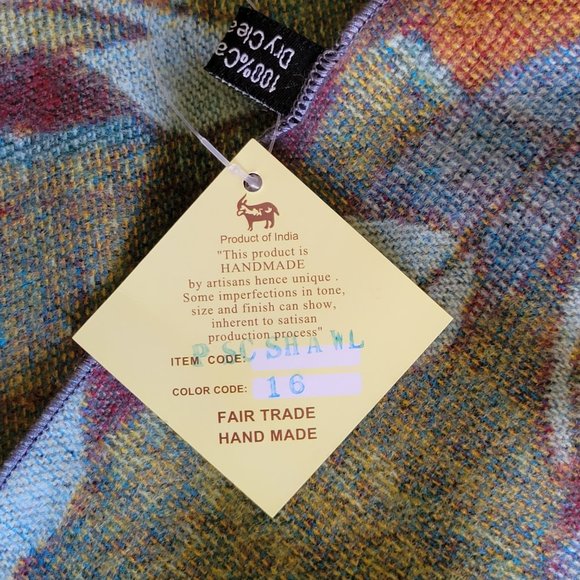 100%Ca
Dry Clea
Product of India
"This product is
HANDMADE
by artisans hence unique .
Some imperfections in tone,
size and finish can show,
inherent to satisan
production process"
P SC SHAWL
ITEM CODE:
COLOR CODE: 16
FAIR TRADE
HAND MADE